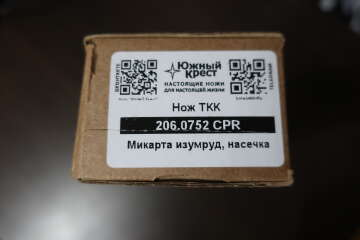 Южный
Крест
НАСТОЯЩИЕ НОЖИ
ДЛЯ НАСТОЯЩЕЙ ЖИЗНИ
Нож ТКК
206.0752 CPR
Микарта изумруд, насечка